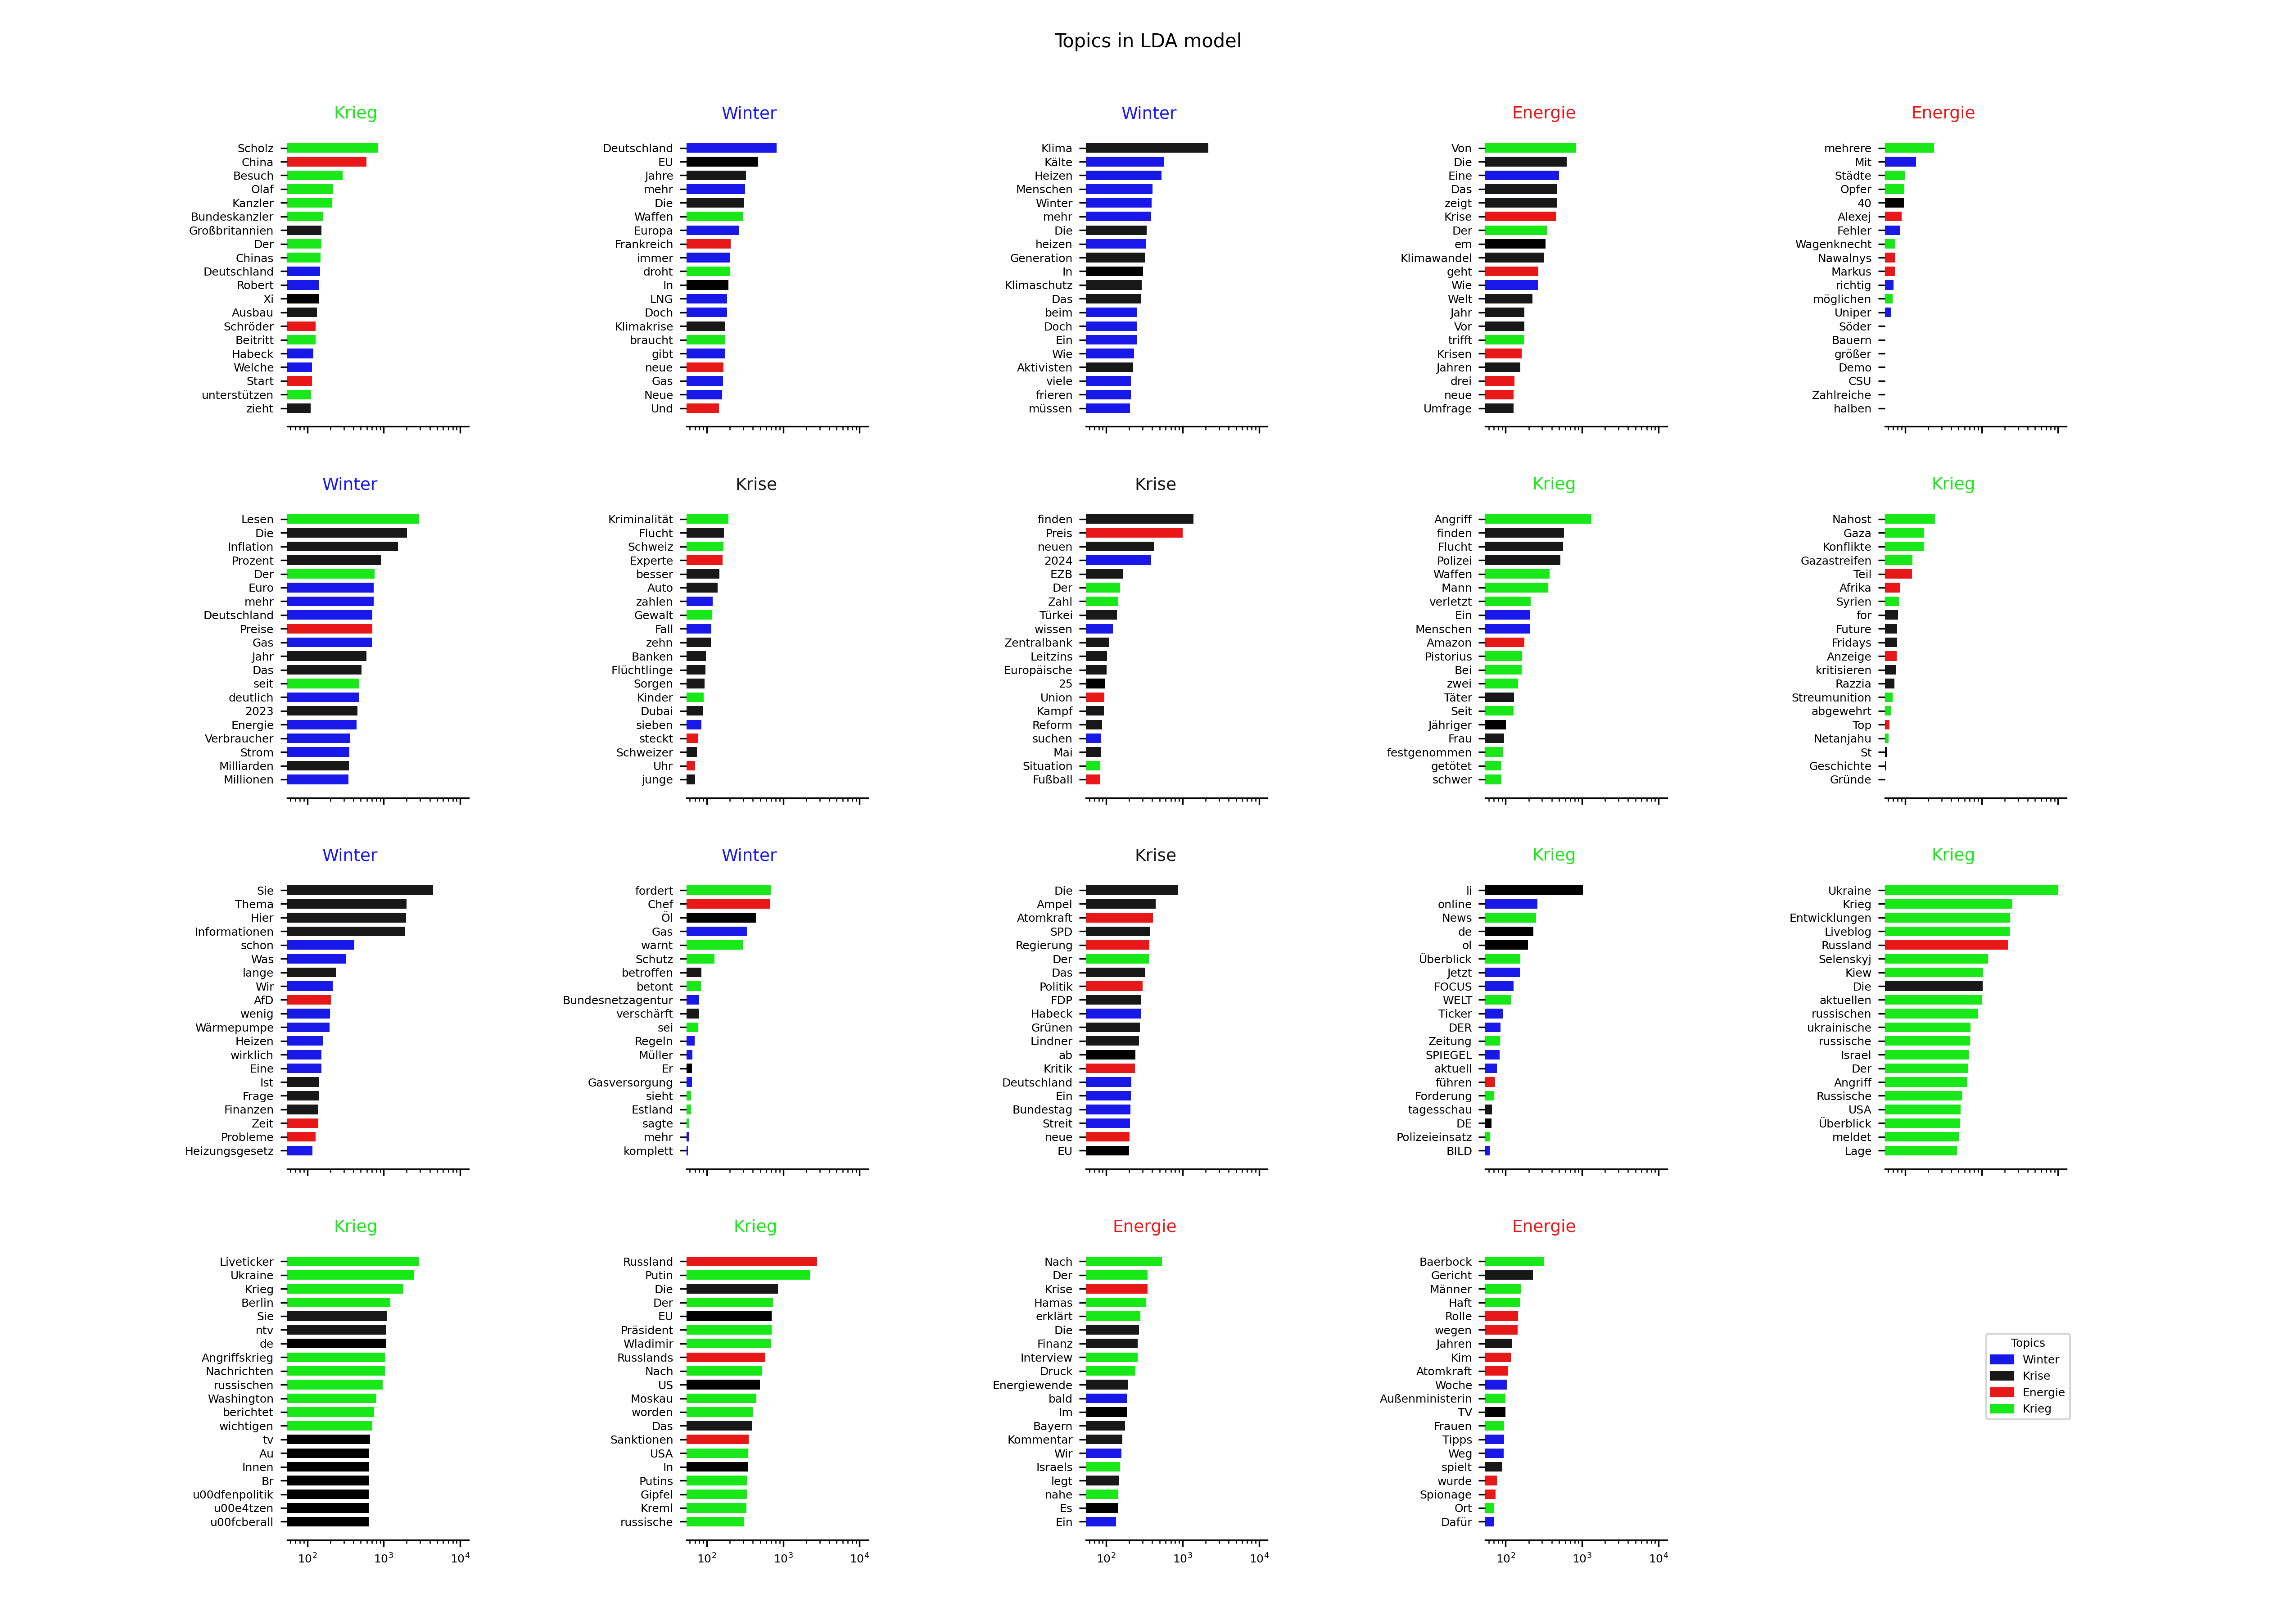 Topics in LDA model
Krieg
Scholz
China
Besuch
Olaf
Kanzler
Bundeskanzler
Großbritannien
Der
Chinas
Deutschland
Robert
Xi
Ausbau
Schröder
Beitritt
Habeck
Welche
Start
unterstützen
zieht
Winter
Deutschland
EU
Jahre
mehr
Die
Waffen
Europa
Frankreich
immer
droht
In
LNG
Doch
Klimakrise
braucht
gibt
neue
Gas
Neue
Und
Winter
Klima
Kälte
Heizen
Menschen
Winter
mehr
Die
heizen
Generation
In
Klimaschutz
Das
beim
Doch
Ein
Wie
Aktivisten
viele
frieren
müssen
Energie
Von
Die
Eine
Das
zeigt
Krise
Der
em
Klimawandel
geht
Wie
Welt
Jahr
Vor
trifft
Krisen
Jahren
drei
neue
Umfrage
Energie
mehrere
Mit
Städte
Opfer
40
Alexej
Fehler
Wagenknecht
Nawalnys
Markus
richtig
möglichen
Uniper
Söder
Bauern
größer
Demo
CSU
Zahlreiche
halben
Winter
Lesen
Die
Inflation
Prozent
Der
Euro
mehr
Deutschland
Preise
Gas
Jahr
Das
seit
deutlich
2023
Energie
Verbraucher
Strom
Milliarden
Millionen
Krise
Kriminalität
Flucht
Schweiz
Experte
besser
Auto
zahlen
Gewalt
Fall
zehn
Banken
Flüchtlinge
Sorgen
Kinder
Dubai
sieben
steckt
Schweizer
Uhr
junge
Krise
finden
Preis
neuen
2024
EZB
Der
Zahl
Türkei
wissen
Zentralbank
Leitzins
Europäische
25
Union
Kampf
Reform
suchen
Mai
Situation
Fußball
Krieg
Angriff
finden
Flucht
Polizei
Waffen
Mann
verletzt
Ein
Menschen
Amazon
Pistorius
Bei
zwei
Täter
Seit
Jähriger
Frau
festgenommen
getötet
schwer
Krieg
Nahost
Gaza
Konflikte
Gazastreifen
Teil
Afrika
Syrien
for
Future
Fridays
Anzeige
kritisieren
Razzia
Streumunition
abgewehrt
Top
Netanjahu
St
Geschichte
Gründe
Winter
Sie
Thema
Hier
Informationen
schon
Was
lange
Wir
AfD
wenig
Wärmepumpe
Heizen
wirklich
Eine
Ist
Frage
Finanzen
Zeit
Probleme
Heizungsgesetz
Winter
fordert
Chef
Öl
Gas
warnt
Schutz
betroffen
betont
Bundesnetzagentur
verschärft
sei
Regeln
Müller
Er
Gasversorgung
sieht
Estland
sagte
mehr
komplett
Krise
Die
Ampel
Atomkraft
SPD
Regierung
Der
Das
Politik
FDP
Habeck
Grünen
Lindner
ab
Kritik
Deutschland
Ein
Bundestag
Streit
neue
EU
Krieg
li
online
News
de
ol
Überblick
Jetzt
FOCUS
WELT
Ticker
DER
Zeitung
SPIEGEL
aktuell
führen
Forderung
tagesschau
DE
Polizeieinsatz
BILD
Krieg
Ukraine
Krieg
Entwicklungen
Liveblog
Russland
Selenskyj
Kiew
Die
aktuellen
russischen
ukrainische
russische
Israel
Der
Angriff
Russische
USA
Überblick
meldet
Lage
Krieg
Liveticker
Ukraine
Krieg
Berlin
Sie
ntv
de
Angriffskrieg
Nachrichten
russischen
Washington
berichtet
wichtigen
tv
Au
Innen
Br
u00dfenpolitik
u00e4tzen
u00fcberall
10² 10³ 10⁴
Krieg
Russland
Putin
Die
Der
EU
Präsident
Wladimir
Russlands
Nach
US
Moskau
worden
Das
Sanktionen
USA
In
Putins
Gipfel
Kreml
russische
10² 10³ 10⁴
Energie
Nach
Der
Krise
Hamas
erklärt
Die
Finanz
Interview
Druck
Energiewende
bald
Im
Bayern
Kommentar
Wir
Israels
legt
nahe
Es
Ein
10² 10³ 10⁴
Energie
Baerbock
Gericht
Männer
Haft
Rolle
wegen
Jahren
Kim
Atomkraft
Woche
Außenministerin
TV
Frauen
Tipps
Weg
spielt
wurde
Spionage
Ort
Dafür
10² 10³ 10⁴
Topics
Winter
Krise
Energie
Krieg